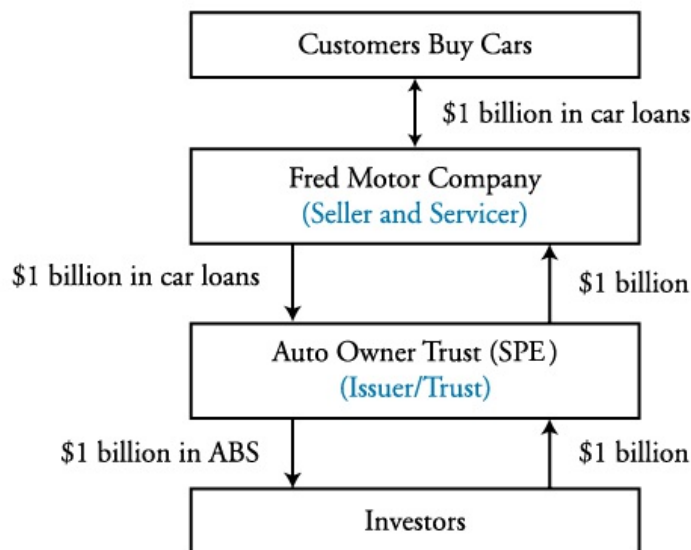 Customers Buy Cars
$1 billion in car loans
Fred Motor Company
(Seller and Servicer)
$1 billion in car loans
$1 billion
Auto Owner Trust (SPE)
(Issuer/Trust)
$1 billion in ABS
$1 billion
Investors